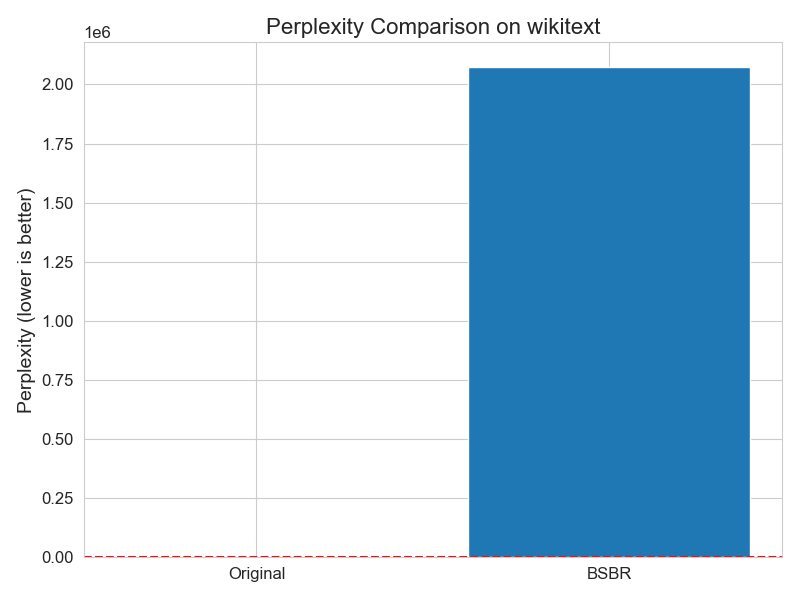 Perplexity Comparison on wikitext
1e6
2.00
1.75
1.50
1.25
1.00
0.75
0.50
0.25
0.00
Perplexity (lower is better)
Original
BSBR